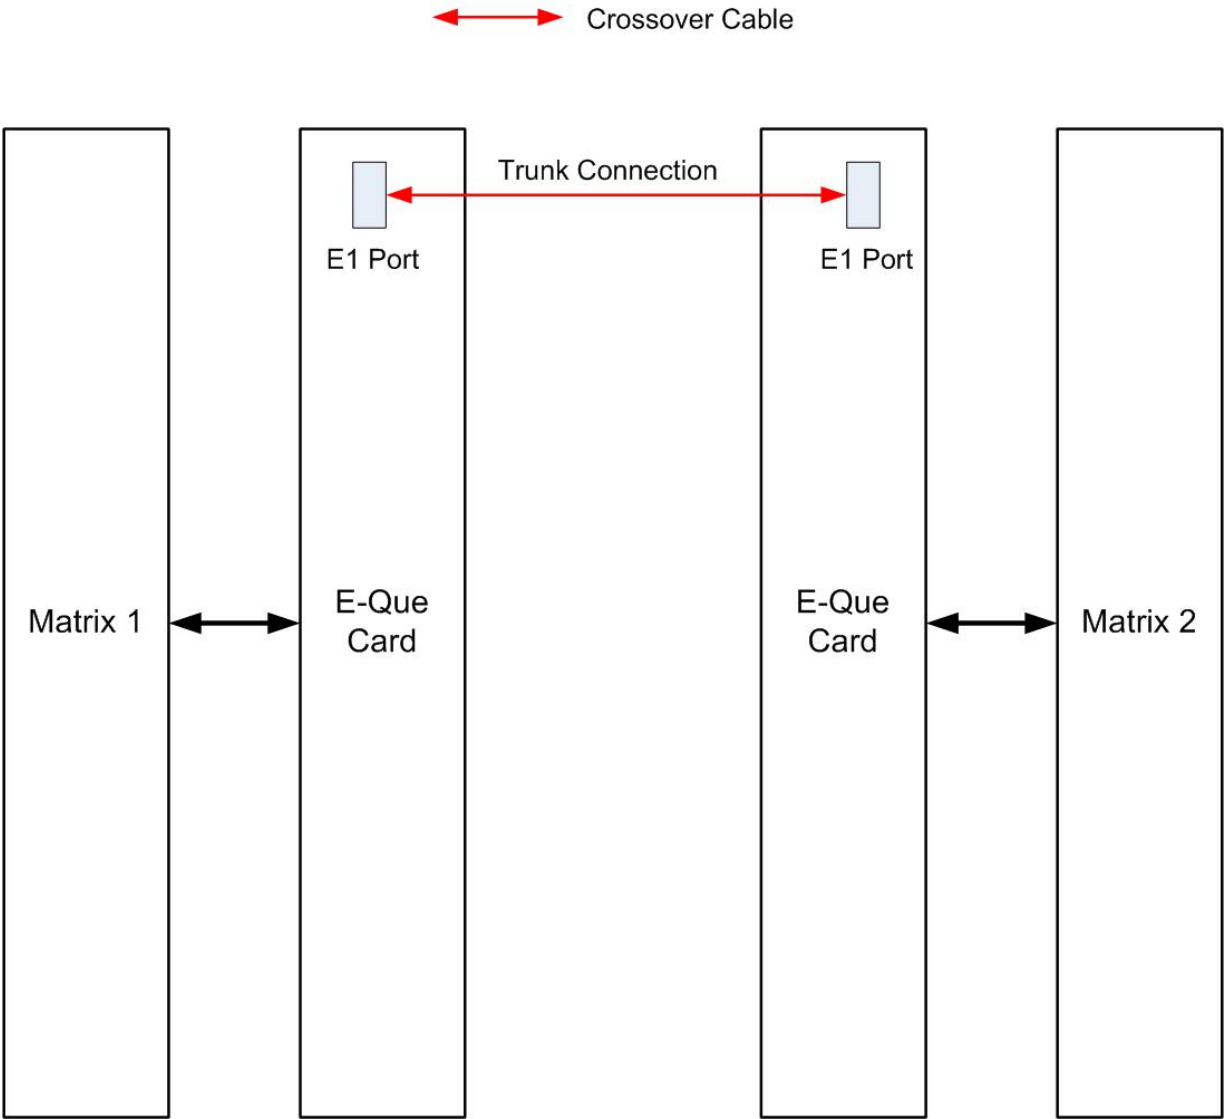 Crossover Cable
Trunk Connection
E1 Port
E1 Port
Matrix 1
E-Que
Card
E-Que
Card
Matrix 2